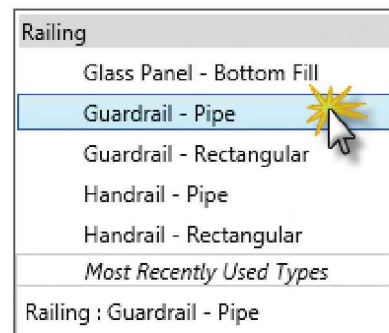 Railing
Glass Panel - Bottom Fill
Guardrail - Pipe
Guardrail - Rectangular
Handrail - Pipe
Handrail - Rectangular
Most Recently Used Types
Railing : Guardrail - Pipe